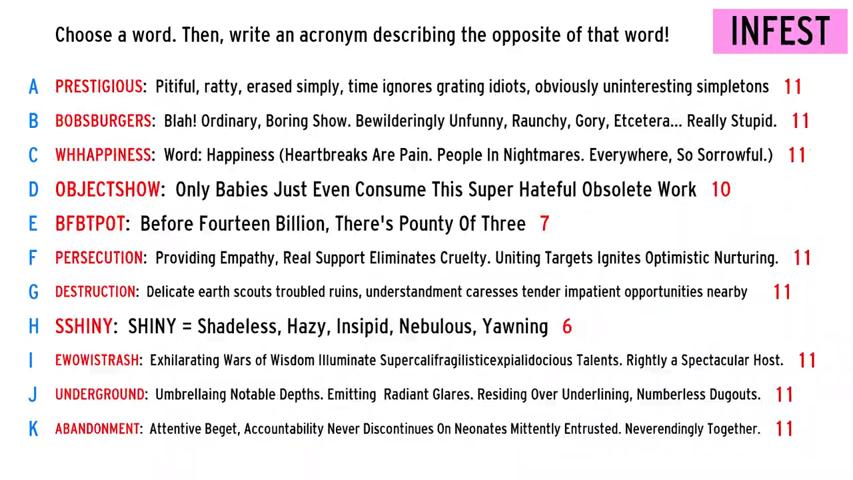 Choose a word. Then, write an acronym describing the opposite of that word! INFEST
A PRESTIGIOUS: Pitiful, ratty, erased simply, time ignores grating idiots, obviously uninteresting simpletons 11
B BOBSBURGERS: Blah! Ordinary, Boring Show. Bewilderingly Unfunny, Raunchy, Gory, Etcetera... Really Stupid. 11
C WHHAPPINESS: Word: Happiness (Heartbreaks Are Pain. People In Nightmares. Everywhere, So Sorrowful.) 11
D OBJECTSHOW: Only Babies Just Even Consume This Super Hateful Obsolete Work 10
E BFBTPOT: Before Fourteen Billion, There's Pounty Of Three 7
F PERSECUTION: Providing Empathy, Real Support Eliminates Cruelty. Uniting Targets Ignites Optimistic Nurturing. 11
G DESTRUCTION: Delicate earth scouts troubled ruins, understandment caresses tender impatient opportunities nearby 11
H SSHINY: SHINY = Shadeless, Hazy, Insipid, Nebulous, Yawning 6
I EWOWISTRASH: Exhilarating Wars of Wisdom Illuminate Supercalifragilisticexpialidocious Talents. Rightly a Spectacular Host. 11
J UNDERGROUND: Umbrellaing Notable Depths. Emitting Radiant Glares. Residing Over Underlining, Numberless Dugouts. 11
K ABANDONMENT: Attentive Beget, Accountability Never Discontinues On Neonates Mittently Entrusted. Neverendingly Together. 11